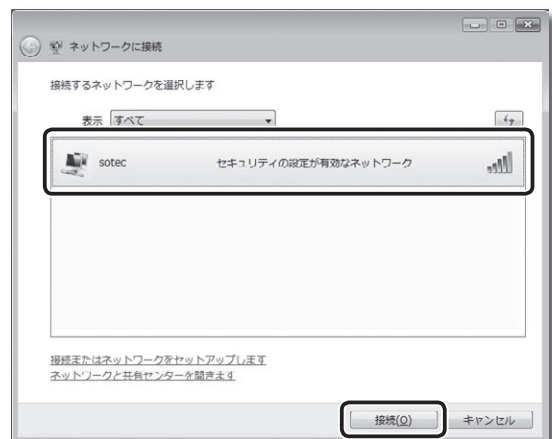 ネットワークに接続
接続するネットワークを選択します
表示 すべて
sotec セキュリティの設定が有効なネットワーク
接続またはネットワークをセットアップします
ネットワークと共有センターを開きます
接続(O) キャンセル